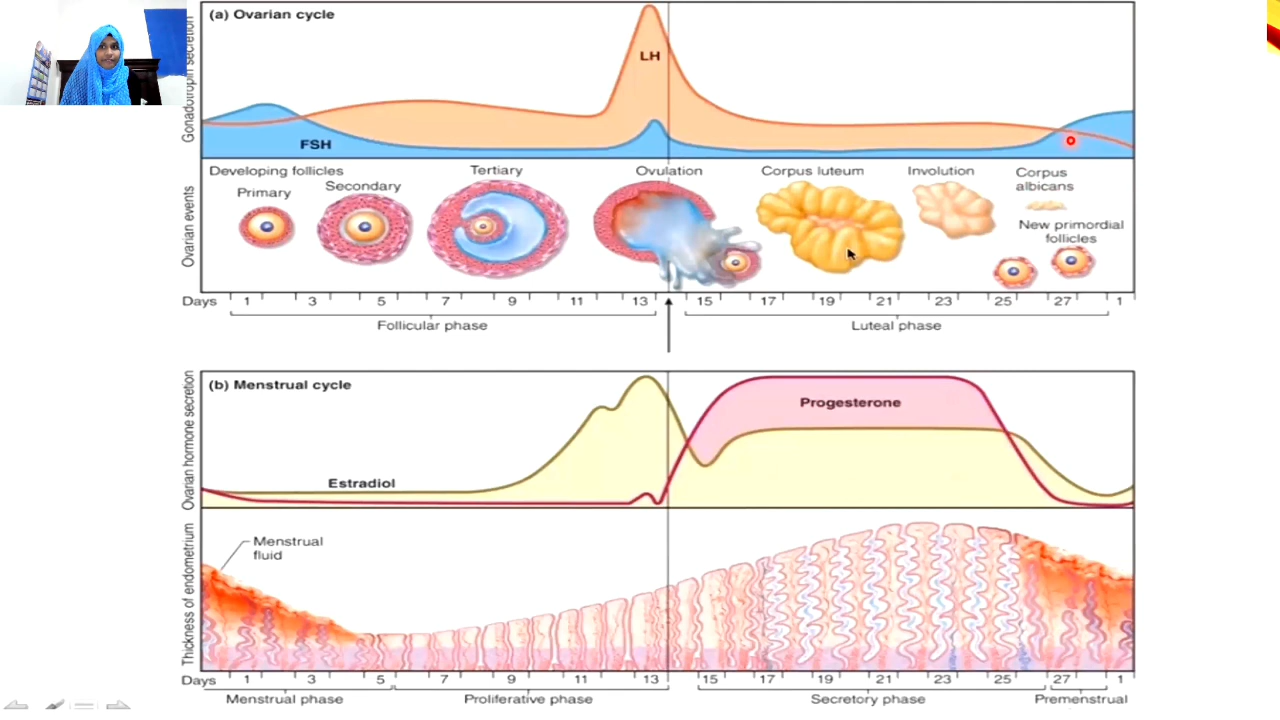 (a) Ovarian cycle
Gonadotropin secretion
LH
FSH
Ovarian events
Developing follicles
Primary
Secondary
Tertiary
Ovulation
Corpus luteum
Involution
Corpus
albicans
New primordial
follicles
Days 1 3 5 7 9 11 13 15 17 19 21 23 25 27 1
Follicular phase
Luteal phase
(b) Menstrual cycle
Ovarian hormone secretion
Progesterone
Estradiol
Thickness of endometrium
Menstrual
fluid
Days 1 3 5 7 9 11 13 15 17 19 21 23 25 27 1
Menstrual phase
Proliferative phase
Secretory phase
Premenstrual